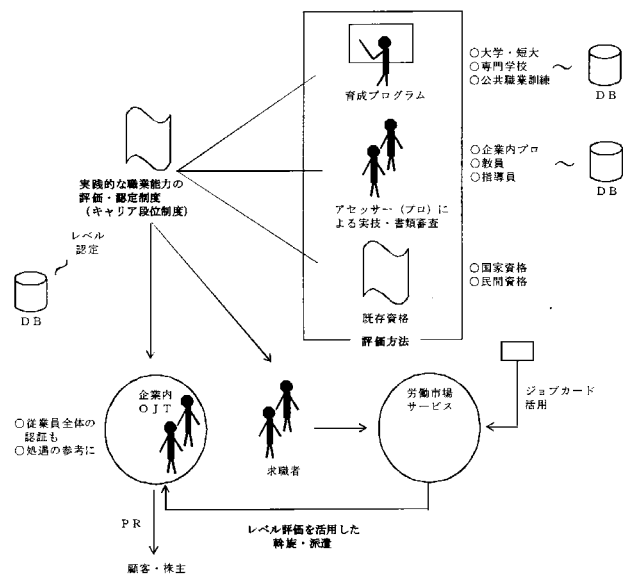 育成プログラム
○大学・短大
○専門学校
○公共職業訓練
DB
実践的な職業能力の
評価・認定制度
（キャリア段位制度）
アセッサー（プロ）に
よる実技・書類審査
○企業内プロ
○教員
○指導員
DB
レベル
認定
DB
既存資格
○国家資格
○民間資格
評価方法
企業内
OJT
○従業員全体の
認証も
○処遇の参考に
求職者
労働市場
サービス
ジョブカード
活用
PR
レベル評価を活用した
斡旋・派遣
顧客・株主